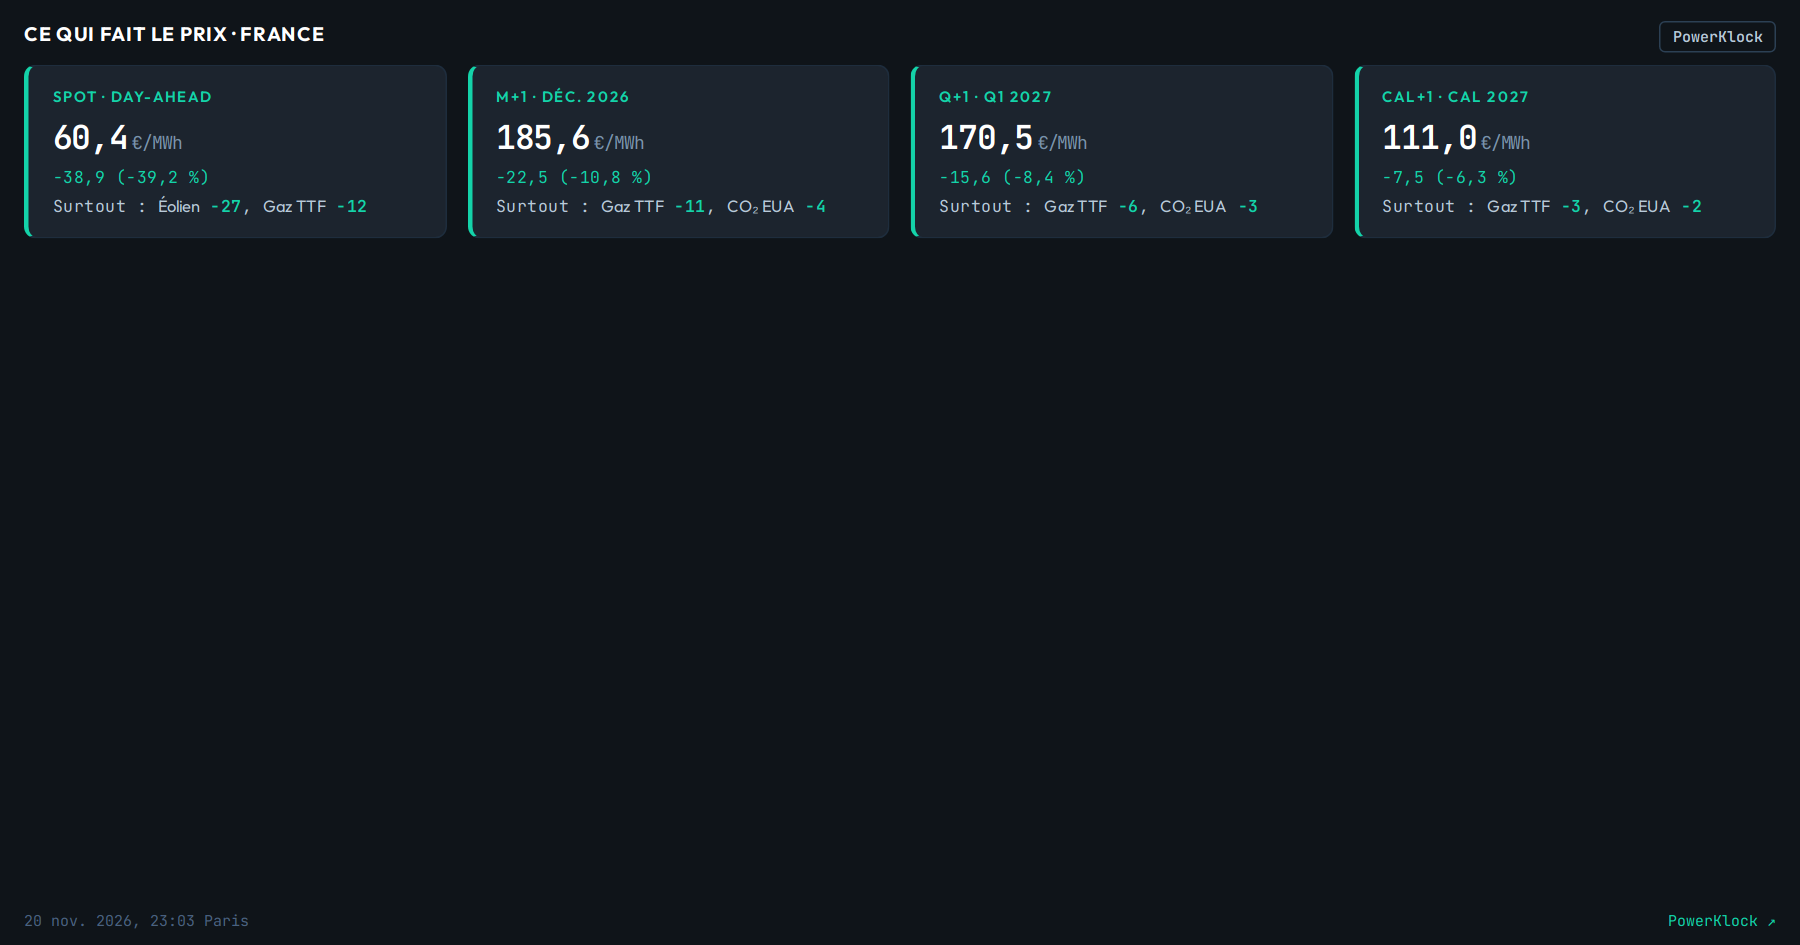 CE QUI FAIT LE PRIX · FRANCE
PowerKlock
SPOT · DAY-AHEAD
60,4 €/MWh
-38,9 (-39,2 %)
Surtout : Éolien -27, Gaz TTF -12
M+1 · DÉC. 2026
185,6 €/MWh
-22,5 (-10,8 %)
Surtout : Gaz TTF -11, CO₂ EUA -4
Q+1 · Q1 2027
170,5 €/MWh
-15,6 (-8,4 %)
Surtout : Gaz TTF -6, CO₂ EUA -3
CAL+1 · CAL 2027
111,0 €/MWh
-7,5 (-6,3 %)
Surtout : Gaz TTF -3, CO₂ EUA -2
20 nov. 2026, 23:03 Paris
PowerKlock ↗